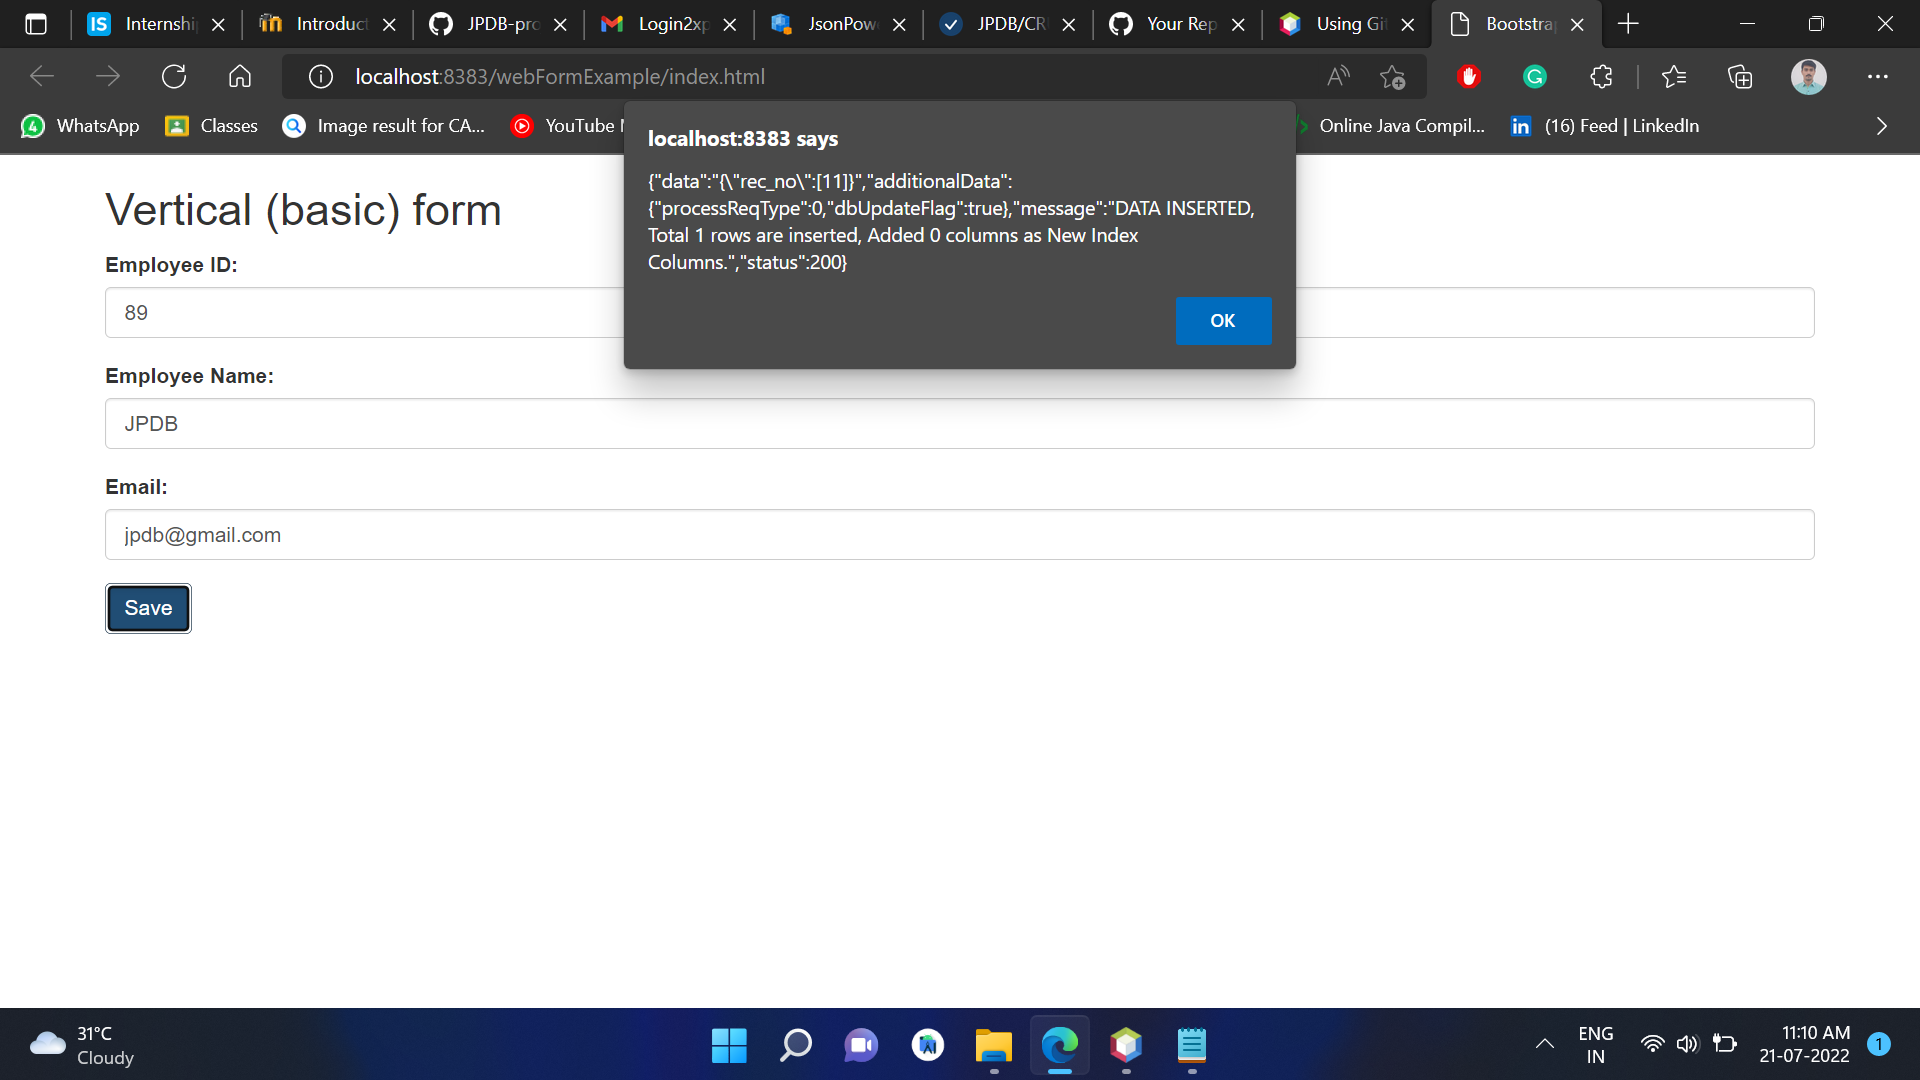 Internshi
Introduct
JPDB-pro
Login2xp
JsonPow
JPDB/CR
Your Rep
Using Git
Bootstrap
localhost:8383/webFormExample/index.html
WhatsApp
Classes
Image result for CA...
YouTube
Online Java Compil...
(16) Feed | LinkedIn
localhost:8383 says
{"data":"{\"rec_no\":[11]}","additionalData":
{"processReqType":0,"dbUpdateFlag":true},"message":"DATA INSERTED,
Total 1 rows are inserted, Added 0 columns as New Index
Columns.","status":200}
OK
Vertical (basic) form
Employee ID:
89
Employee Name:
JPDB
Email:
jpdb@gmail.com
Save
31°C
Cloudy
ENG
IN
11:10 AM
21-07-2022
1